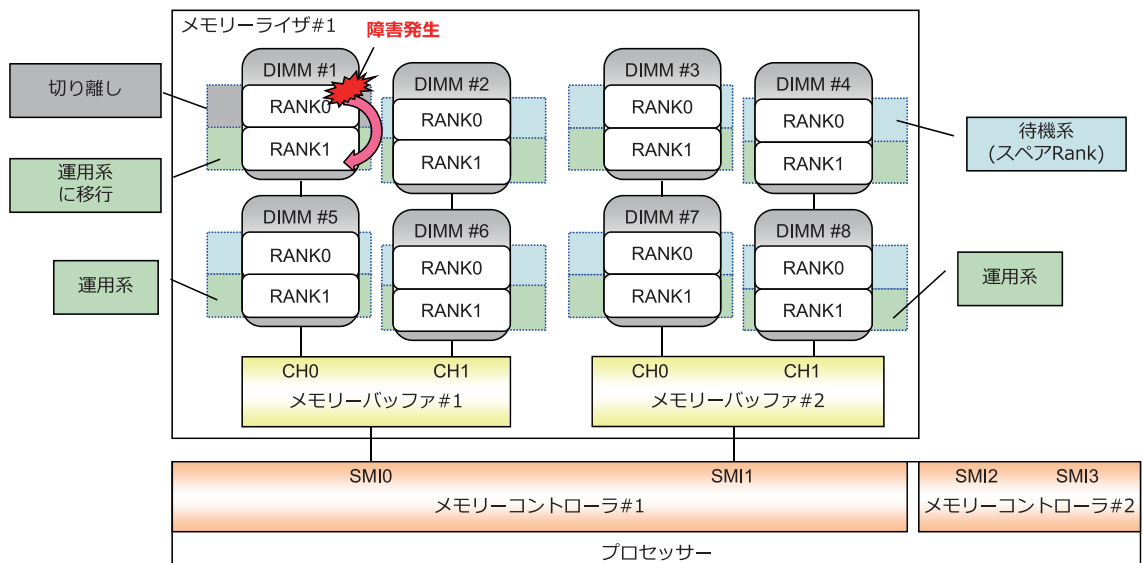 メモリーライザ#1
障害発生
切り離し
運用系
に移行
運用系
DIMM #1
RANK0
RANK1
DIMM #2
RANK0
RANK1
DIMM #3
RANK0
RANK1
DIMM #4
RANK0
RANK1
待機系
(スペアRank)
DIMM #5
RANK0
RANK1
DIMM #6
RANK0
RANK1
DIMM #7
RANK0
RANK1
DIMM #8
RANK0
RANK1
運用系
CH0 CH1
メモリーバッファ#1
CH0 CH1
メモリーバッファ#2
SMI0 SMI1
メモリーコントローラ#1
SMI2 SMI3
メモリーコントローラ#2
プロセッサー